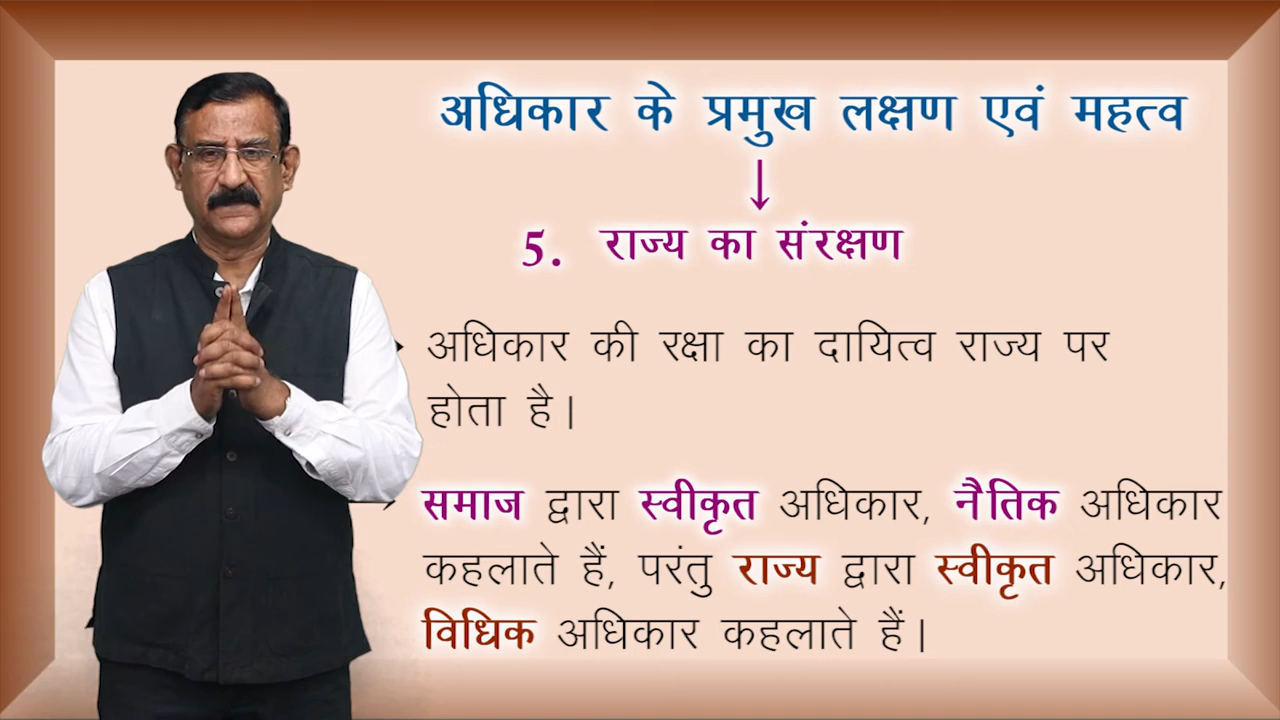 अधिकार के प्रमुख लक्षण एवं महत्व
↓
5. राज्य का संरक्षण
अधिकार की रक्षा का दायित्व राज्य पर
होता है।
समाज द्वारा स्वीकृत अधिकार, नैतिक अधिकार
कहलाते हैं, परंतु राज्य द्वारा स्वीकृत अधिकार,
विधिक अधिकार कहलाते हैं।